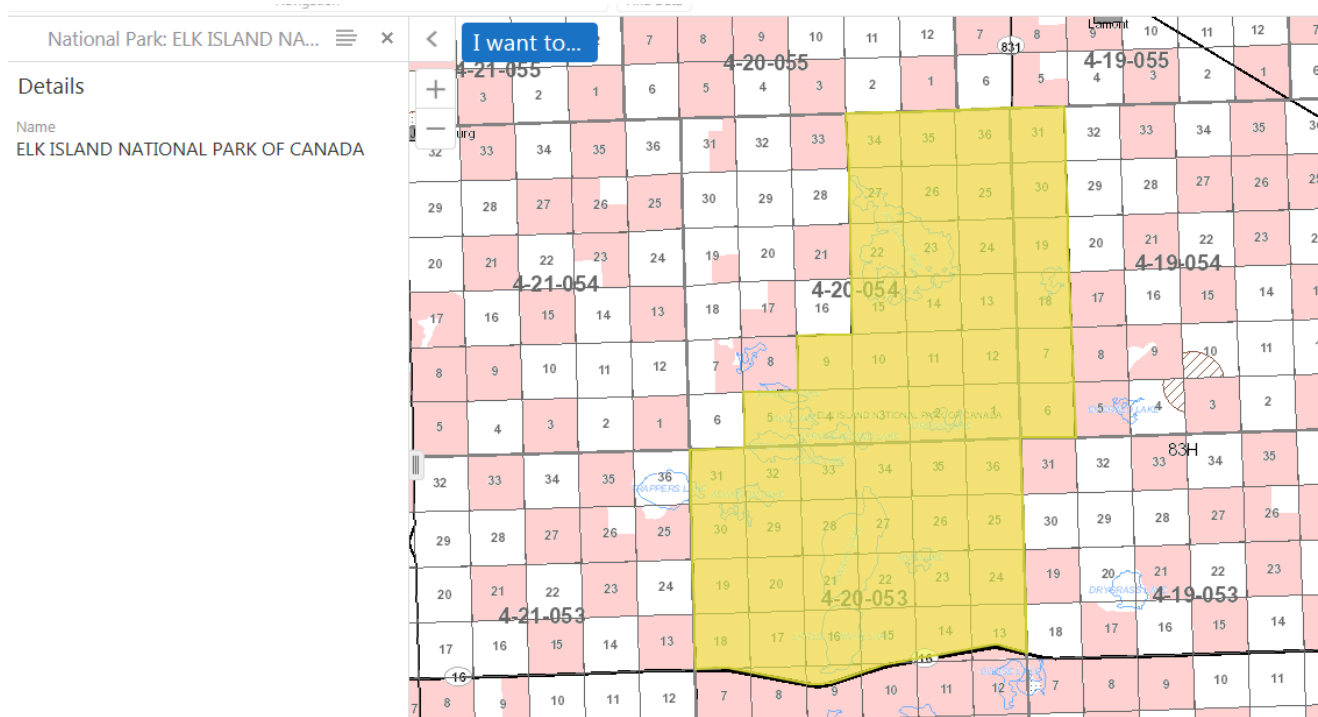 National Park: ELK ISLAND NA...
Details
Name
ELK ISLAND NATIONAL PARK OF CANADA
I want to...
7 8 9 10 11 12 7 8 9 10 11 12 7
Lamont
831
4-21-055 4-20-055 4-19-055
3 2 1 6 5 4 3 2 1 6 5 4 3 2 1 6
urg
32 33 34 35 36 31 32 33 34 35 36 31 32 33 34 35 36
29 28 27 26 25 30 29 28 27 26 25 30 29 28 27 26 25
20 21 22 23 24 19 20 21 22 23 24 19 20 21 22 23
4-21-054 4-20-054 4-19-054
17 16 15 14 13 18 17 16 15 14 13 18 17 16 15 14
8 9 10 11 12 7 8 9 10 11 12 7 8 9 10 11
5 4 3 2 1 6 5 4 3 2 1 6 5 4 3 2
ELK ISLAND NATIONAL PARK OF CANADA
83H
32 33 34 35 36 31 32 33 34 35 36 31 32 33 34 35
29 28 27 26 25 30 29 28 27 26 25 30 29 28 27 26
20 21 22 23 24 19 20 21 22 23 24 19 20 21 22 23
DRYGRASS LAKE
4-21-053 4-20-053 4-19-053
17 16 15 14 13 18 17 16 15 14 13 18 17 16 15 14
16 16
7 8 9 10 11 12 7 8 9 10 11 12 7 8 9 10 11